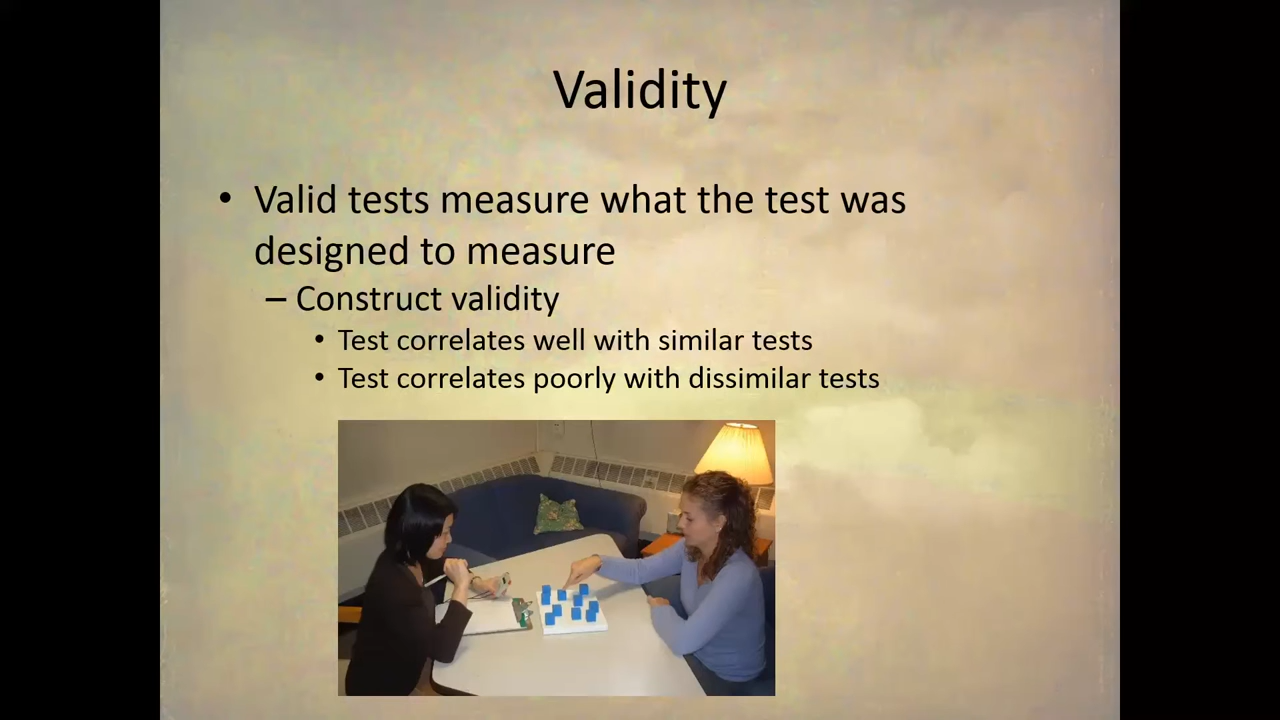 Validity
• Valid tests measure what the test was
designed to measure
– Construct validity
• Test correlates well with similar tests
• Test correlates poorly with dissimilar tests